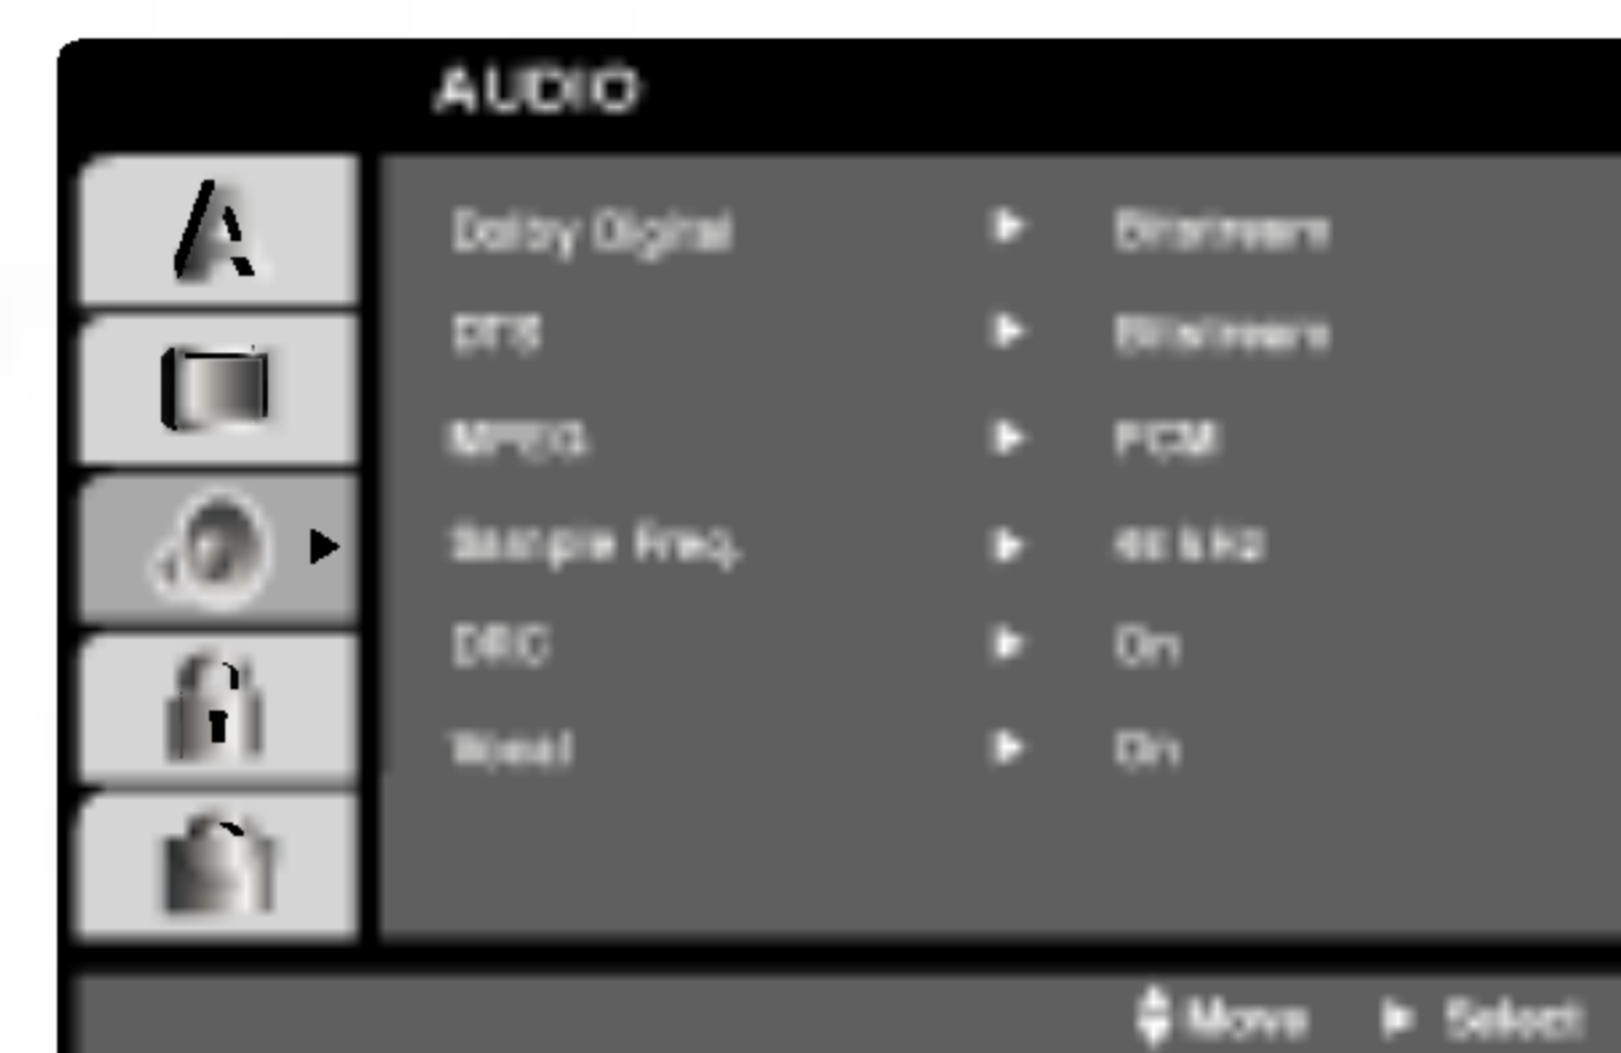 AUDIO
Dolby Digital Bitstream
DTS Bitstream
MPEG PCM
Sample Freq. 48 kHz
DRC On
Vocal On
Move Select